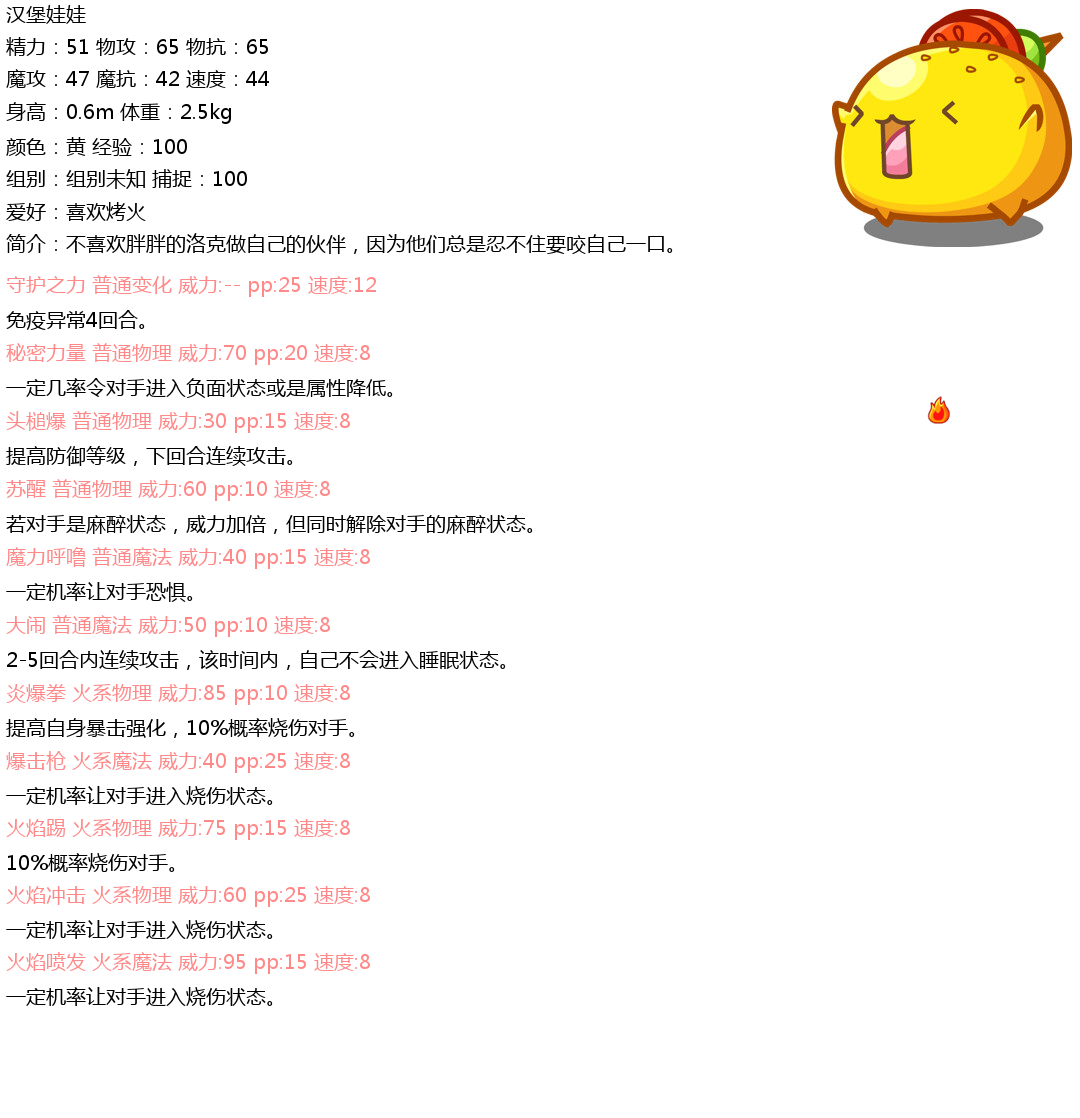 汉堡娃娃
精力：51 物攻：65 物抗：65
魔攻：47 魔抗：42 速度：44
身高：0.6m 体重：2.5kg
颜色：黄 经验：100
组别：组别未知 捕捉：100
爱好：喜欢烤火
简介：不喜欢胖胖的洛克做自己的伙伴，因为他们总是忍不住要咬自己一口。
守护之力 普通变化 威力:-- pp:25 速度:12
免疫异常4回合。
秘密力量 普通物理 威力:70 pp:20 速度:8
一定几率令对手进入负面状态或是属性降低。
头槌爆 普通物理 威力:30 pp:15 速度:8
提高防御等级，下回合连续攻击。
苏醒 普通物理 威力:60 pp:10 速度:8
若对手是麻醉状态，威力加倍，但同时解除对手的麻醉状态。
魔力呼噜 普通魔法 威力:40 pp:15 速度:8
一定机率让对手恐惧。
大闹 普通魔法 威力:50 pp:10 速度:8
2-5回合内连续攻击，该时间内，自己不会进入睡眠状态。
炎爆拳 火系物理 威力:85 pp:10 速度:8
提高自身暴击强化，10%概率烧伤对手。
爆击枪 火系魔法 威力:40 pp:25 速度:8
一定机率让对手进入烧伤状态。
火焰踢 火系物理 威力:75 pp:15 速度:8
10%概率烧伤对手。
火焰冲击 火系物理 威力:60 pp:25 速度:8
一定机率让对手进入烧伤状态。
火焰喷发 火系魔法 威力:95 pp:15 速度:8
一定机率让对手进入烧伤状态。